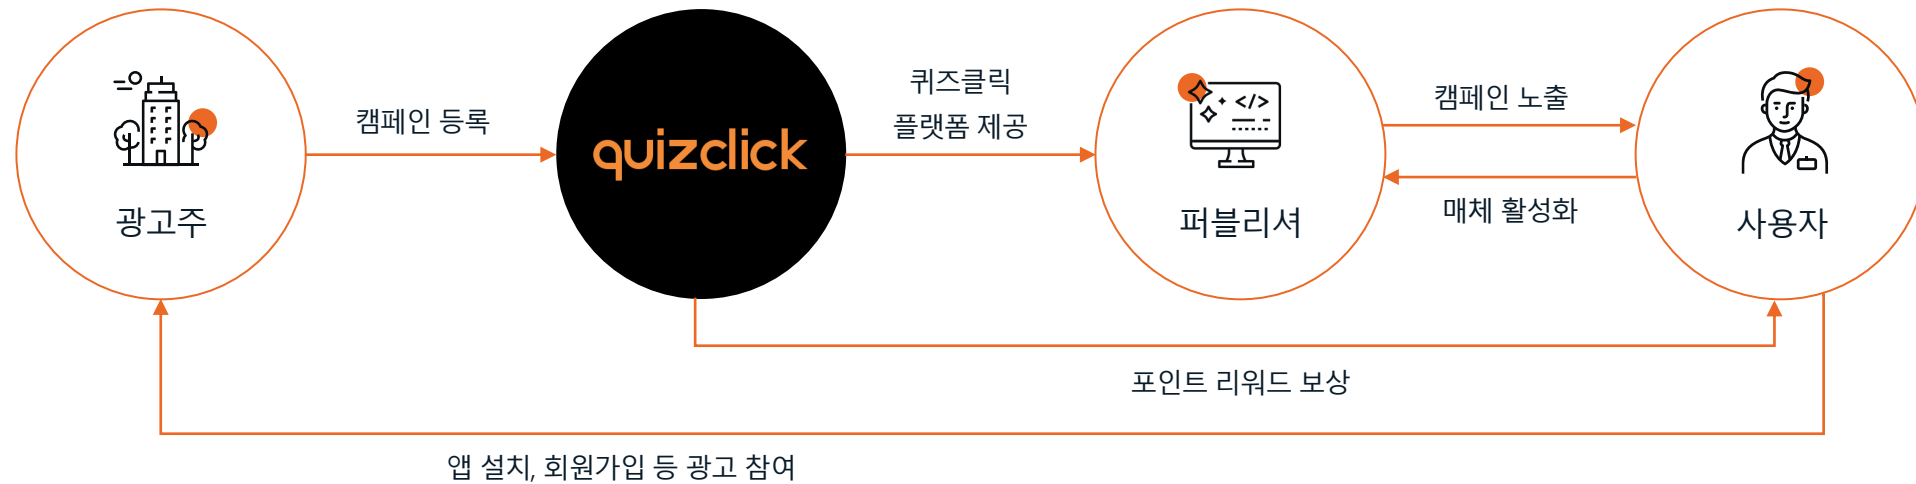 캠페인 등록
퀴즈클릭
플랫폼 제공
캠페인 노출
</>
quizclick
매체 활성화
광고주
퍼블리셔
사용자
포인트 리워드 보상
앱 설치, 회원가입 등 광고 참여